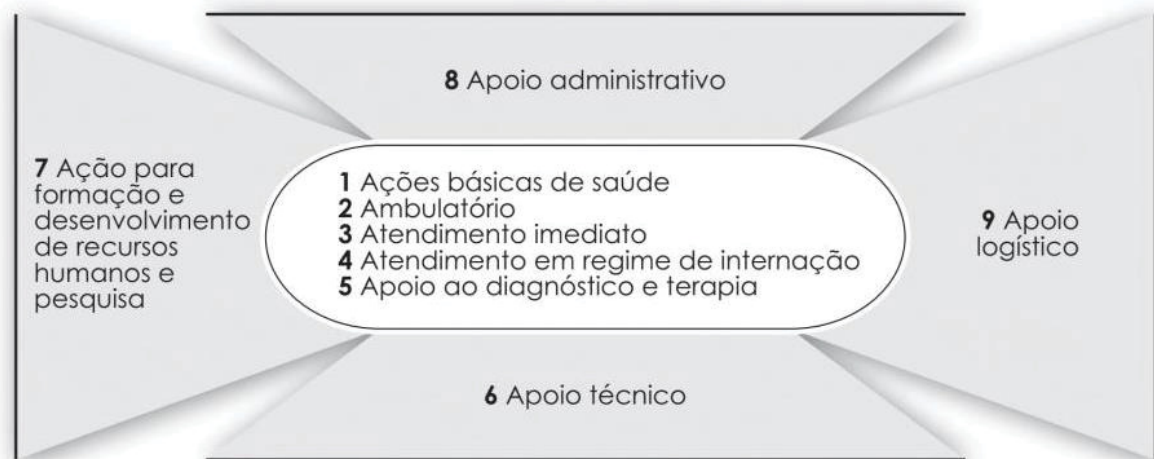 8 Apoio administrativo
7 Ação para
formação e
desenvolvimento
de recursos
humanos e
pesquisa
1 Ações básicas de saúde
2 Ambulatório
3 Atendimento imediato
4 Atendimento em regime de internação
5 Apoio ao diagnóstico e terapia
9 Apoio
logístico
6 Apoio técnico